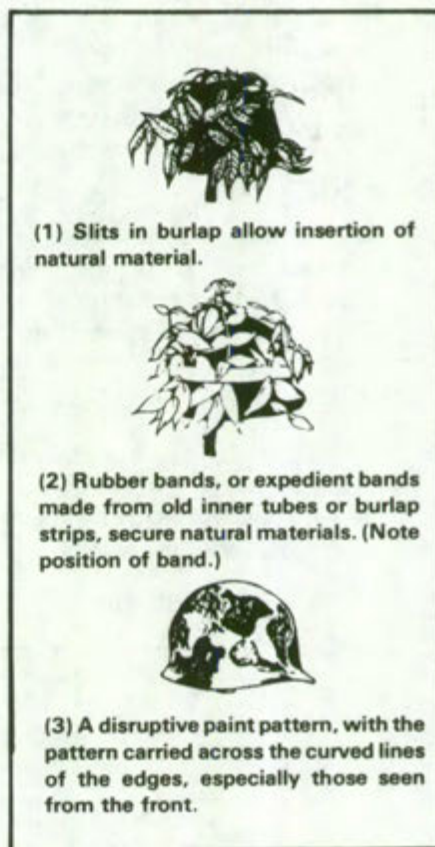 (1) Slits in burlap allow insertion of
natural material.
(2) Rubber bands, or expedient bands
made from old inner tubes or burlap
strips, secure natural materials. (Note
position of band.)
(3) A disruptive paint pattern, with the
pattern carried across the curved lines
of the edges, especially those seen
from the front.